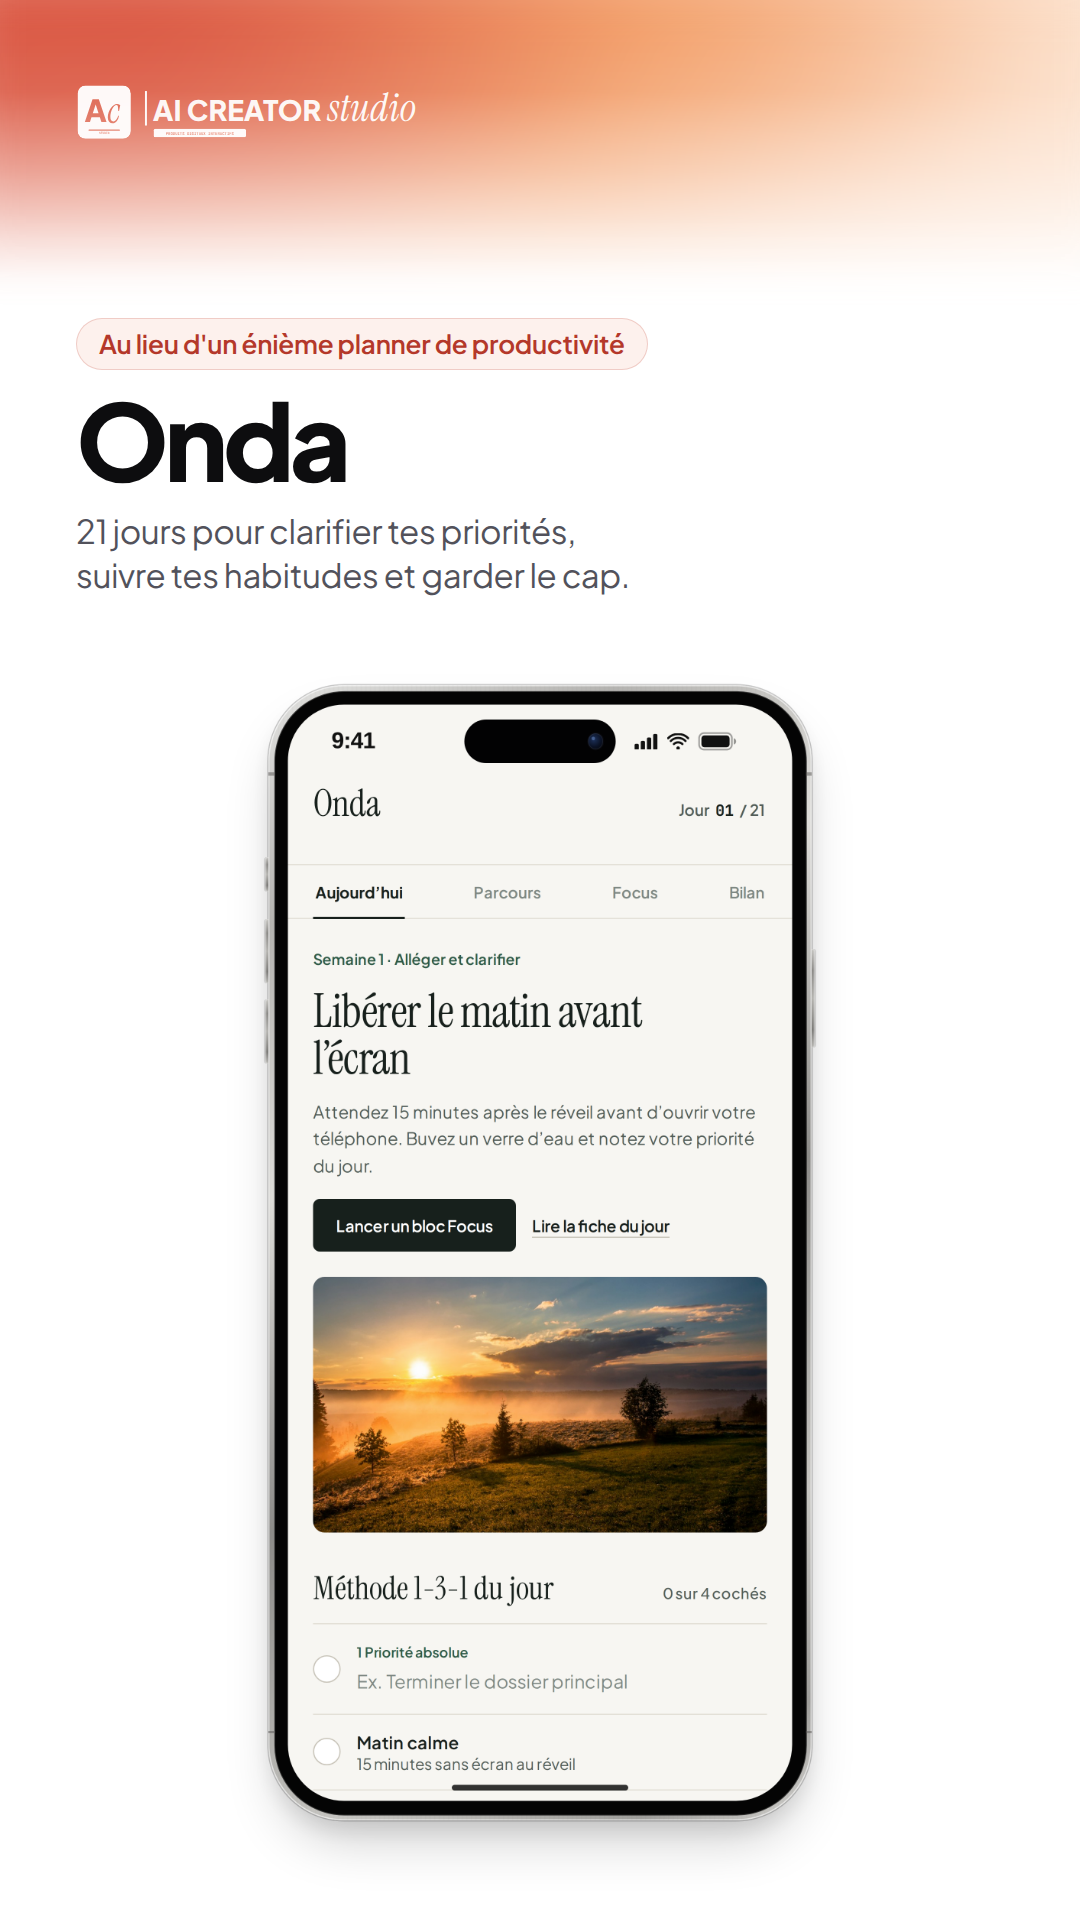 Ac
AI CREATOR studio
Au lieu d'un énième planner de productivité
Onda
21 jours pour clarifier tes priorités,
suivre tes habitudes et garder le cap.
9:41
Onda
Jour 01 / 21
Aujourd’hui
Parcours
Focus
Bilan
Semaine 1 · Alléger et clarifier
Libérer le matin avant
l’écran
Attendez 15 minutes après le réveil avant d’ouvrir votre
téléphone. Buvez un verre d’eau et notez votre priorité
du jour.
Lancer un bloc Focus
Lire la fiche du jour
Méthode 1-3-1 du jour
0 sur 4 cochés
1 Priorité absolue
Ex. Terminer le dossier principal
Matin calme
15 minutes sans écran au réveil